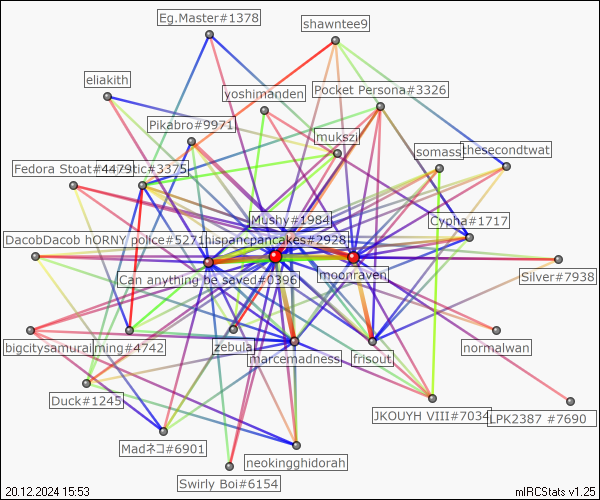 Eg.Master#1378
shawntee9
eliakith
yoshimanden
Pocket Persona#3326
Pikabro#9971
mukszi
somass
thesecondtwat
Fedora Stoat#4479
tic#3375
Mushy#1984
Cypha#1717
DacobDacob hORNY police#5271
hispancpancakes#2928
Can anything be saved#0396
moonraven
Silver#7938
bigcitysamurai
lming#4742
zebula
marcemadness
frisout
normalwan
Duck#1245
JKOUYH VIII#7034
LPK2387 #7690
Madネコ#6901
neokingghidorah
Swirly Boi#6154
20.12.2024 15:53
mIRCStats v1.25